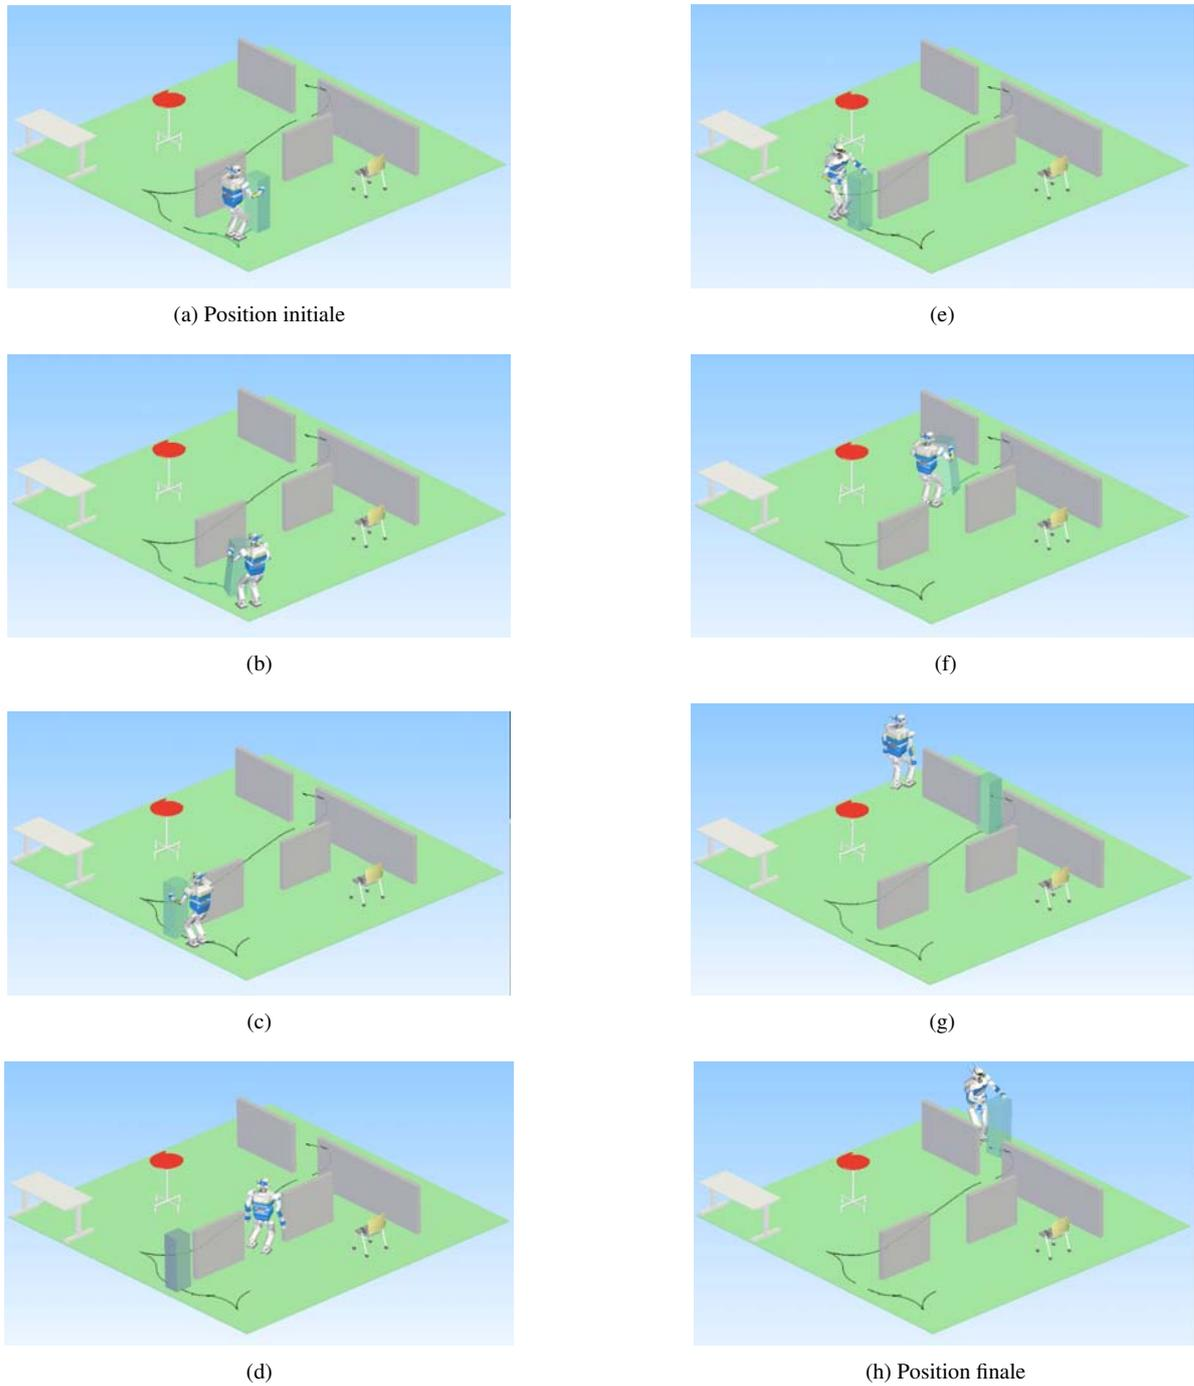 (a) Position initiale
(e)
(b)
(f)
(c)
(g)
(d)
(h) Position finale